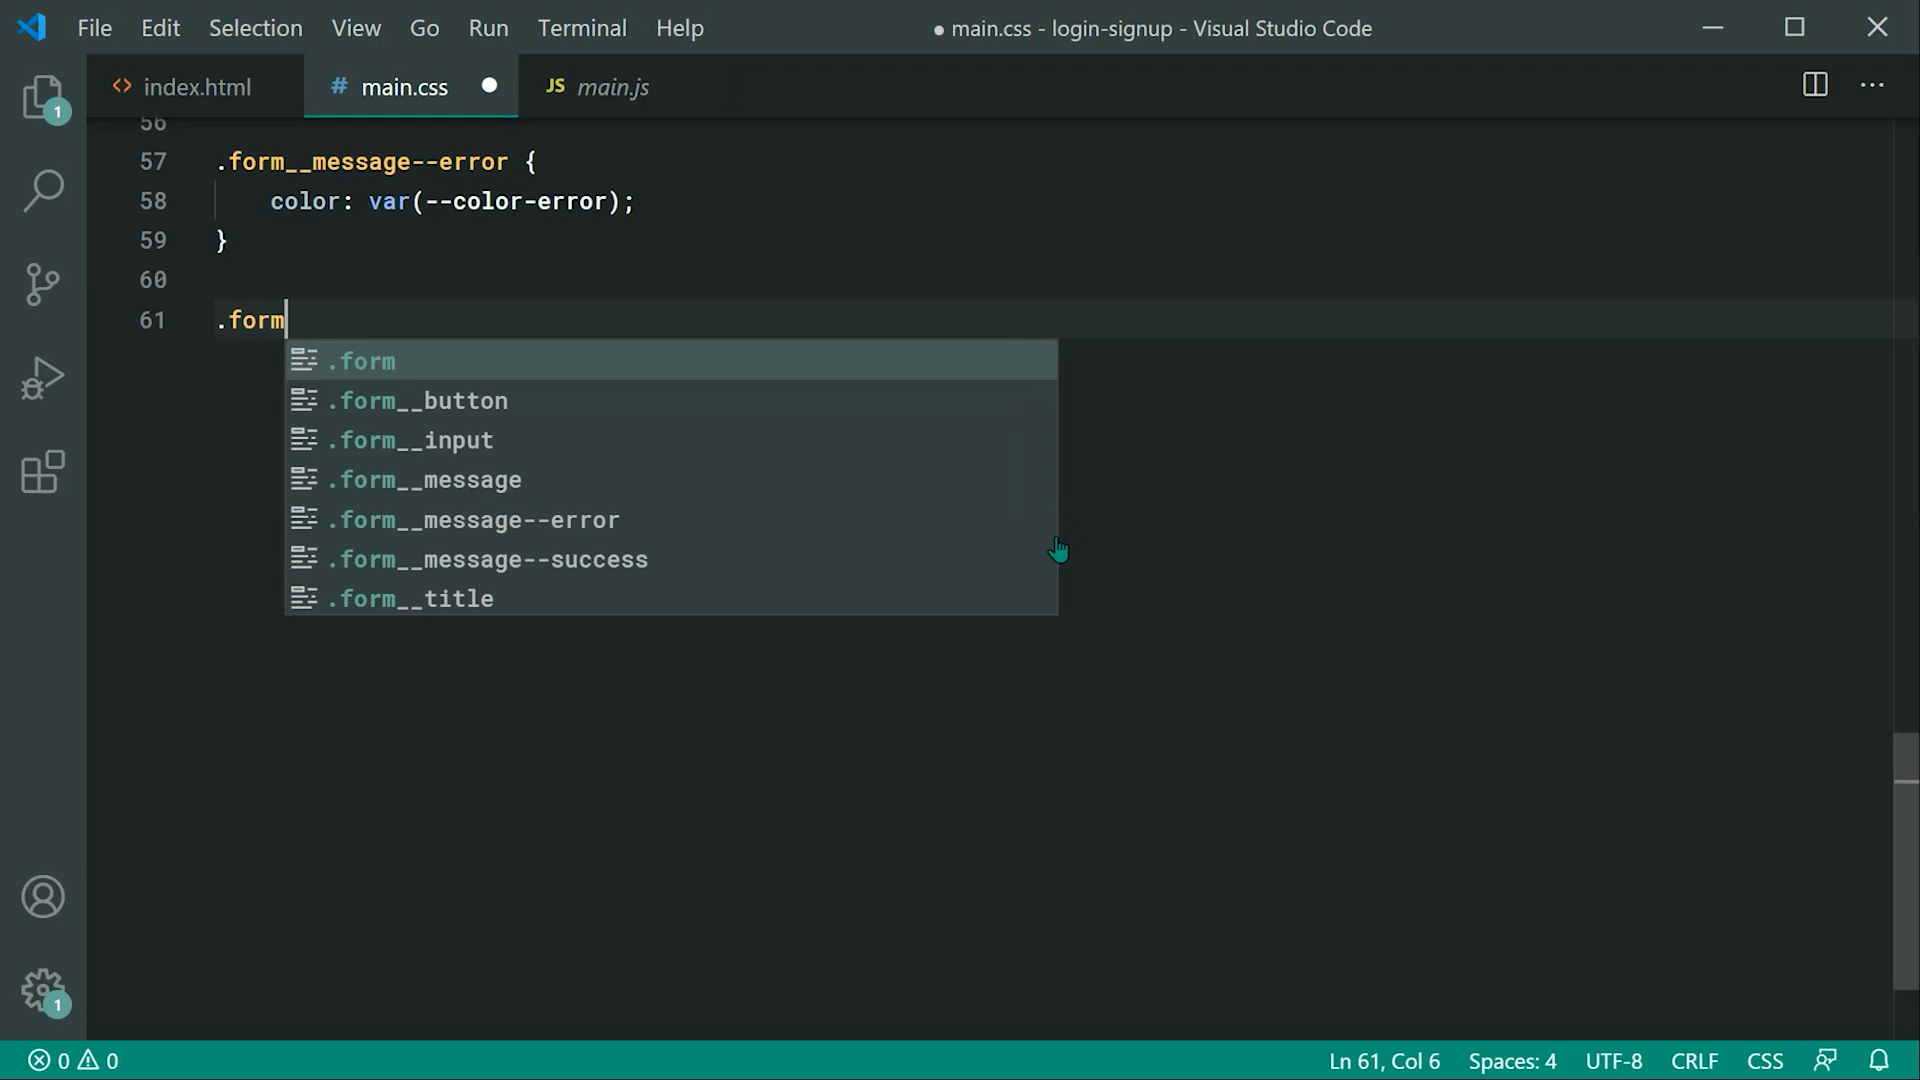 File Edit Selection View Go Run Terminal Help ● main.css - login-signup - Visual Studio Code
1 <> index.html # main.css ● JS main.js ···
56
57 .form__message--error {
58 color: var(--color-error);
59 }
60
61 .form
.form
.form__button
.form__input
.form__message
.form__message--error
.form__message--success
.form__title
1
0 0 Ln 61, Col 6 Spaces: 4 UTF-8 CRLF CSS